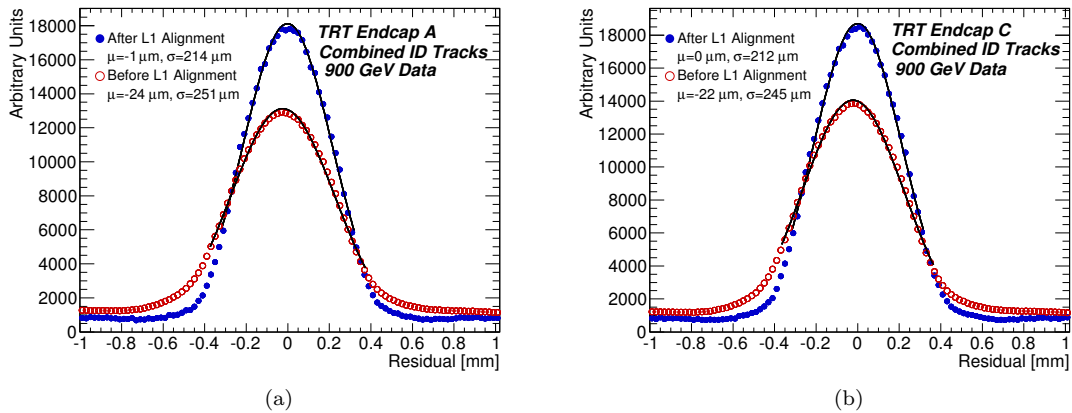 Arbitrary Units
18000
16000
14000
12000
10000
8000
6000
4000
2000
0
After L1 Alignment
μ=-1 μm, σ=214 μm
Before L1 Alignment
μ=-24 μm, σ=251 μm
TRT Endcap A
Combined ID Tracks
900 GeV Data
-1 -0.8 -0.6 -0.4 -0.2 0 0.2 0.4 0.6 0.8 1
Residual [mm]
(a)
Arbitrary Units
18000
16000
14000
12000
10000
8000
6000
4000
2000
0
After L1 Alignment
μ=0 μm, σ=212 μm
Before L1 Alignment
μ=-22 μm, σ=245 μm
TRT Endcap C
Combined ID Tracks
900 GeV Data
-1 -0.8 -0.6 -0.4 -0.2 0 0.2 0.4 0.6 0.8 1
Residual [mm]
(b)